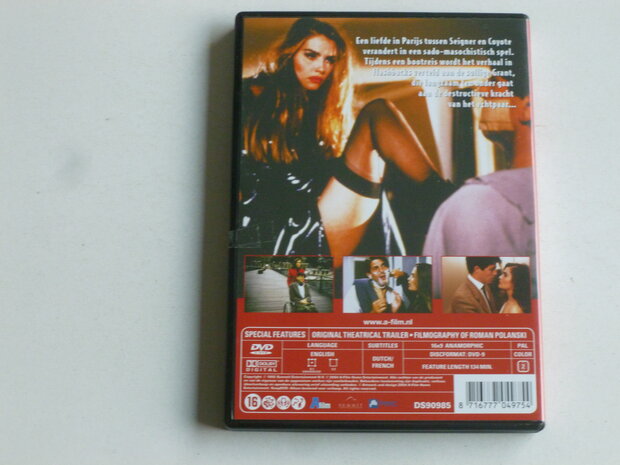 Een liefde in Parijs tussen Seigner en Coyote
verandert in een sado-masochistisch spel.
Tijdens een bootreis wordt het verhaal in
flashbacks verteld aan de suffige Grant,
die langzaam ten onder gaat
aan de destructieve kracht
van het echtpaar...
www.a-film.nl
SPECIAL FEATURES
ORIGINAL THEATRICAL TRAILER • FILMOGRAPHY OF ROMAN POLANSKI
DVD
LANGUAGE
SUBTITLES
16x9 ANAMORPHIC
PAL
ENGLISH
DUTCH/
FRENCH
DISCFORMAT: DVD-9
COLOR
DOLBY
DIGITAL
FEATURE LENGTH 134 MIN.
2
16
SUMMIT
DS90985
8 716777 049754